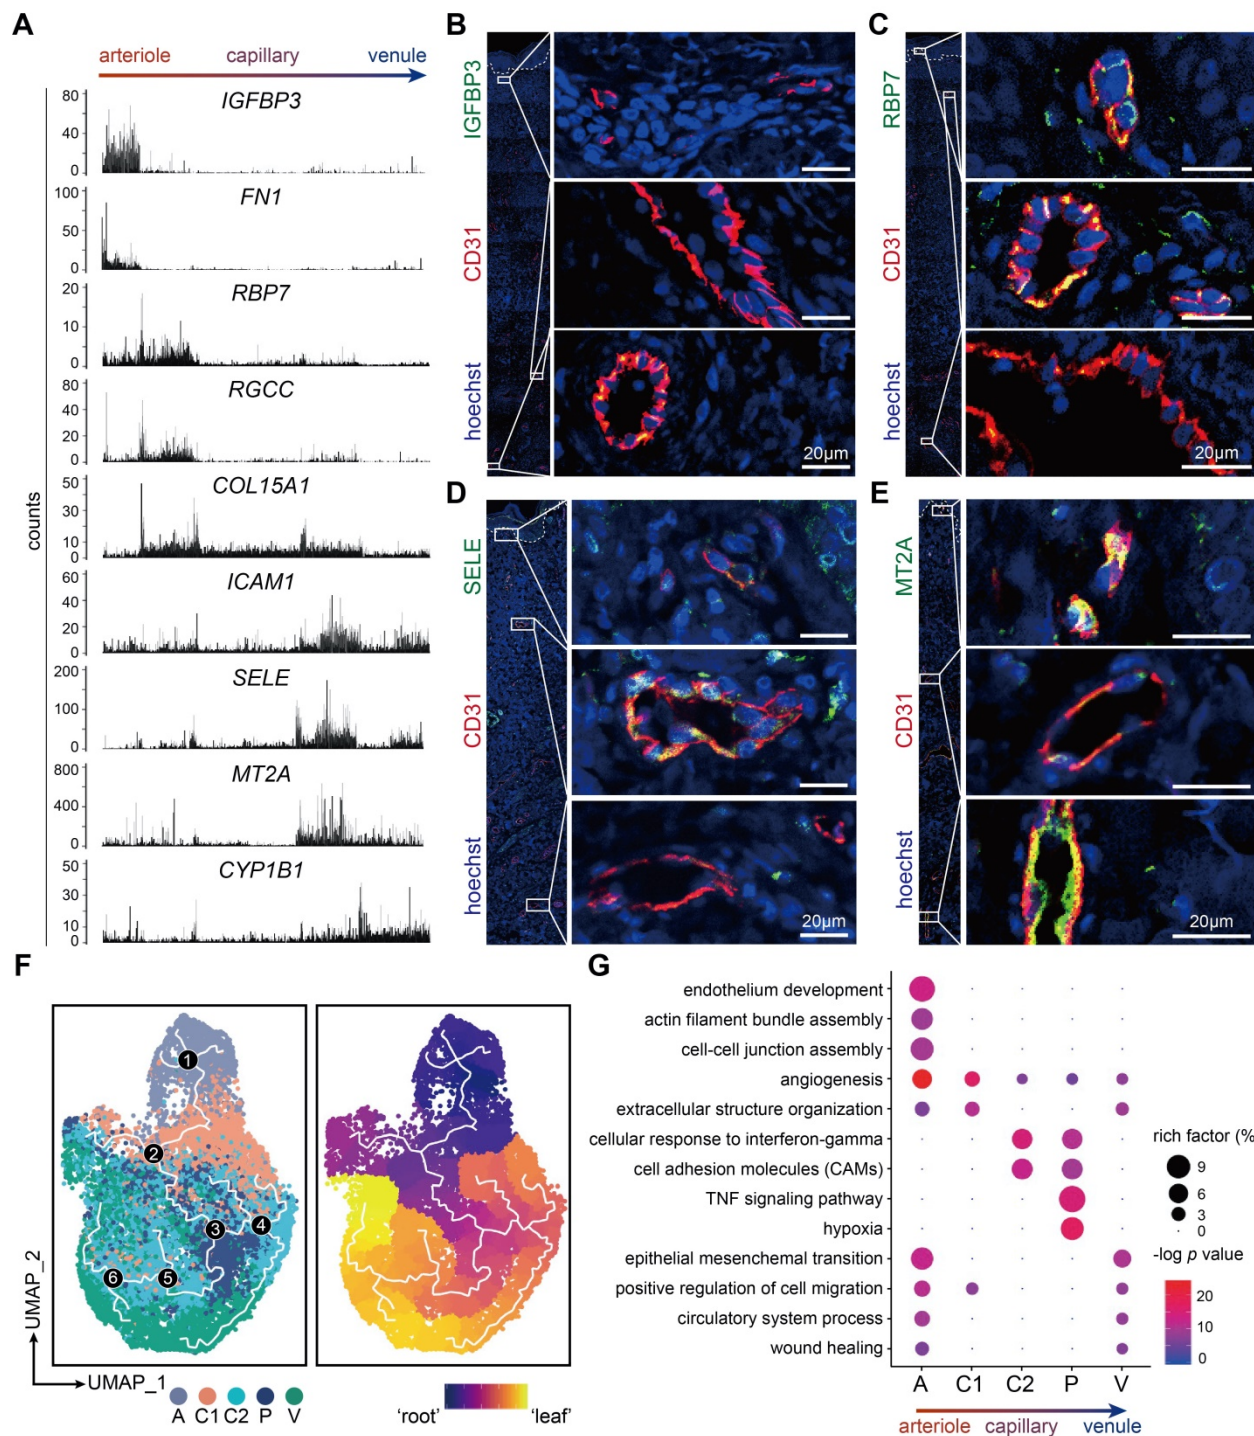 A
arteriole capillary venule
counts
IGFBP3
80
40
0
FN1
100
50
0
RBP7
20
10
0
RGCC
80
40
20
0
COL15A1
50
30
10
0
ICAM1
60
40
20
0
SELE
200
100
0
MT2A
800
400
0
CYP1B1
50
30
10
0
B
IGFBP3
CD31
hoechst
20μm
C
RBP7
CD31
hoechst
20μm
D
SELE
CD31
hoechst
20μm
E
MT2A
CD31
hoechst
20μm
F
1
2
3
4
5
6
UMAP_2
UMAP_1
A C1 C2 P V
'root' 'leaf'
G
endothelium development
actin filament bundle assembly
cell-cell junction assembly
angiogenesis
extracellular structure organization
cellular response to interferon-gamma
cell adhesion molecules (CAMs)
TNF signaling pathway
hypoxia
epithelial mesenchemal transition
positive regulation of cell migration
circulatory system process
wound healing
A C1 C2 P V
arteriole capillary venule
rich factor (%
9
6
3
0
-log p value
20
10
0